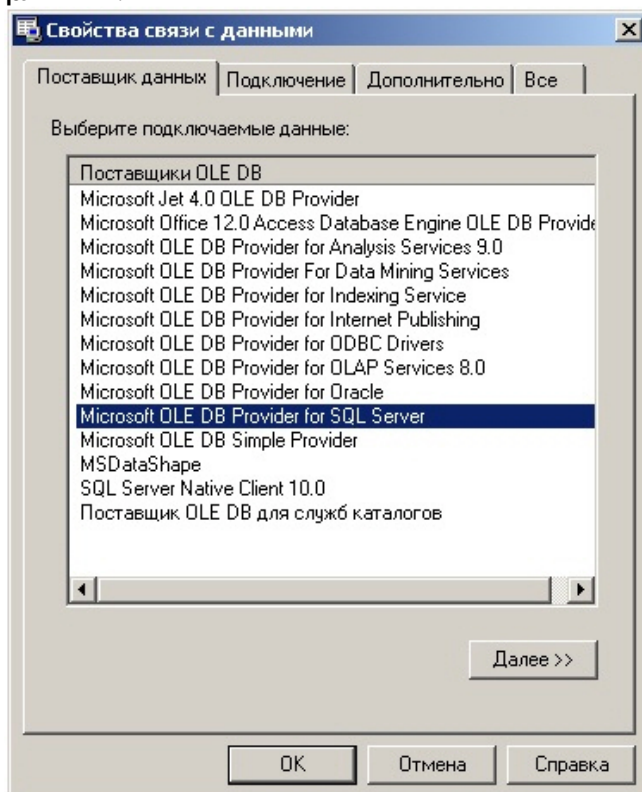 Свойства связи с данными
Поставщик данных Подключение Дополнительно Все
Выберите подключаемые данные:
Поставщики OLE DB
Microsoft Jet 4.0 OLE DB Provider
Microsoft Office 12.0 Access Database Engine OLE DB Provide
Microsoft OLE DB Provider for Analysis Services 9.0
Microsoft OLE DB Provider For Data Mining Services
Microsoft OLE DB Provider for Indexing Service
Microsoft OLE DB Provider for Internet Publishing
Microsoft OLE DB Provider for ODBC Drivers
Microsoft OLE DB Provider for OLAP Services 8.0
Microsoft OLE DB Provider for Oracle
Microsoft OLE DB Provider for SQL Server
Microsoft OLE DB Simple Provider
MSDataShape
SQL Server Native Client 10.0
Поставщик OLE DB для служб каталогов
Далее >>
OK Отмена Справка